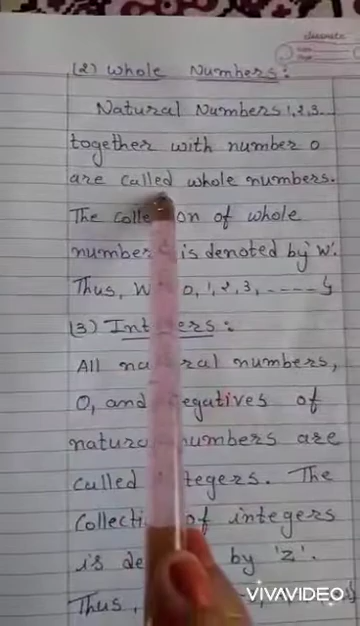 classmate
(2) Whole Numbers:
Natural Numbers 1,2,3...
together with number 0
are called whole numbers.
The of whole
is denoted by 'W'.
Thus, W 0, 1, 2, 3, ----- }
(3)
All numbers,
0, and of
are
called The
of integers
is by 'Z'.
Thus,
VIVAVIDEO